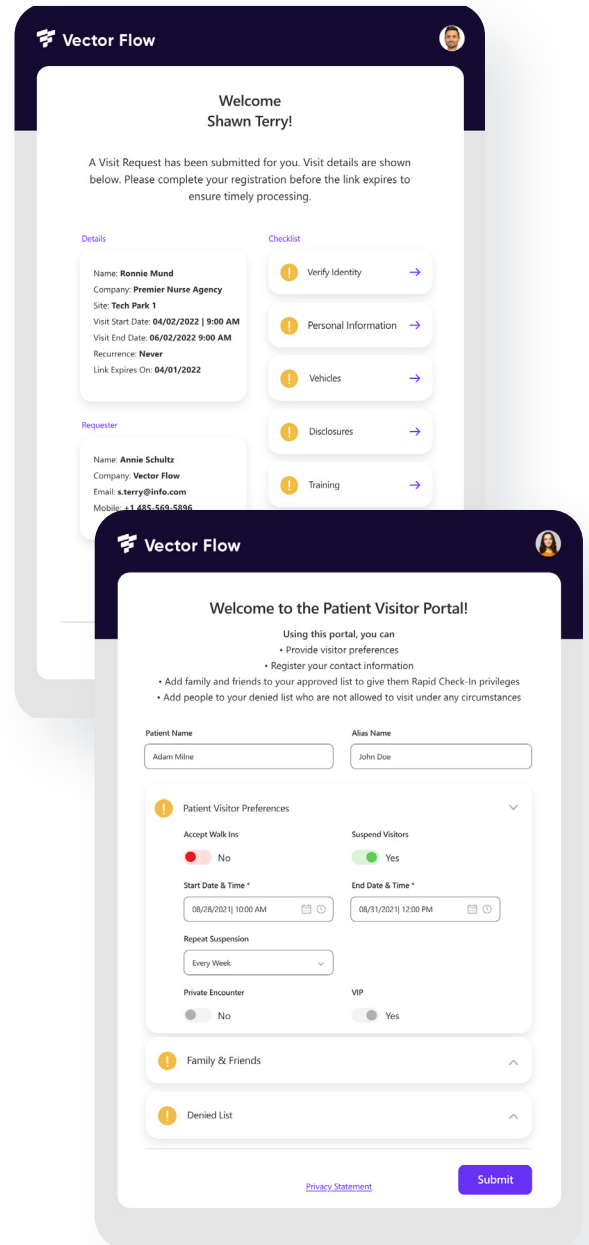 Vector Flow
Welcome
Shawn Terry!
A Visit Request has been submitted for you. Visit details are shown
below. Please complete your registration before the link expires to
ensure timely processing.
Details
Name: Ronnie Mund
Company: Premier Nurse Agency
Site: Tech Park 1
Visit Start Date: 04/02/2022 | 9:00 AM
Visit End Date: 06/02/2022 9:00 AM
Recurrence: Never
Link Expires On: 04/01/2022
Requester
Name: Annie Schultz
Company: Vector Flow
Email: s.terry@info.com
Mobile: +1 485-569-5896
Checklist
Verify Identity
Personal Information
Vehicles
Disclosures
Training
Vector Flow
Welcome to the Patient Visitor Portal!
Using this portal, you can
• Provide visitor preferences
• Register your contact information
• Add family and friends to your approved list to give them Rapid Check-In privileges
• Add people to your denied list who are not allowed to visit under any circumstances
Patient Name
Adam Milne
Alias Name
John Doe
Patient Visitor Preferences
Accept Walk Ins
No
Suspend Visitors
Yes
Start Date & Time *
08/28/2021| 10:00 AM
End Date & Time *
08/31/2021| 12:00 PM
Repeat Suspension
Every Week
Private Encounter
No
VIP
Yes
Family & Friends
Denied List
Privacy Statement
Submit